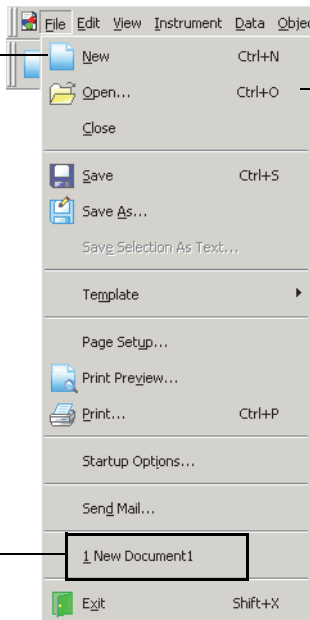 File Edit View Instrument Data Objec
New Ctrl+N
Open... Ctrl+O
Close
Save Ctrl+S
Save As...
Save Selection As Text...
Template
Page Setup...
Print Preview...
Print... Ctrl+P
Startup Options...
Send Mail...
1 New Document1
Exit Shift+X